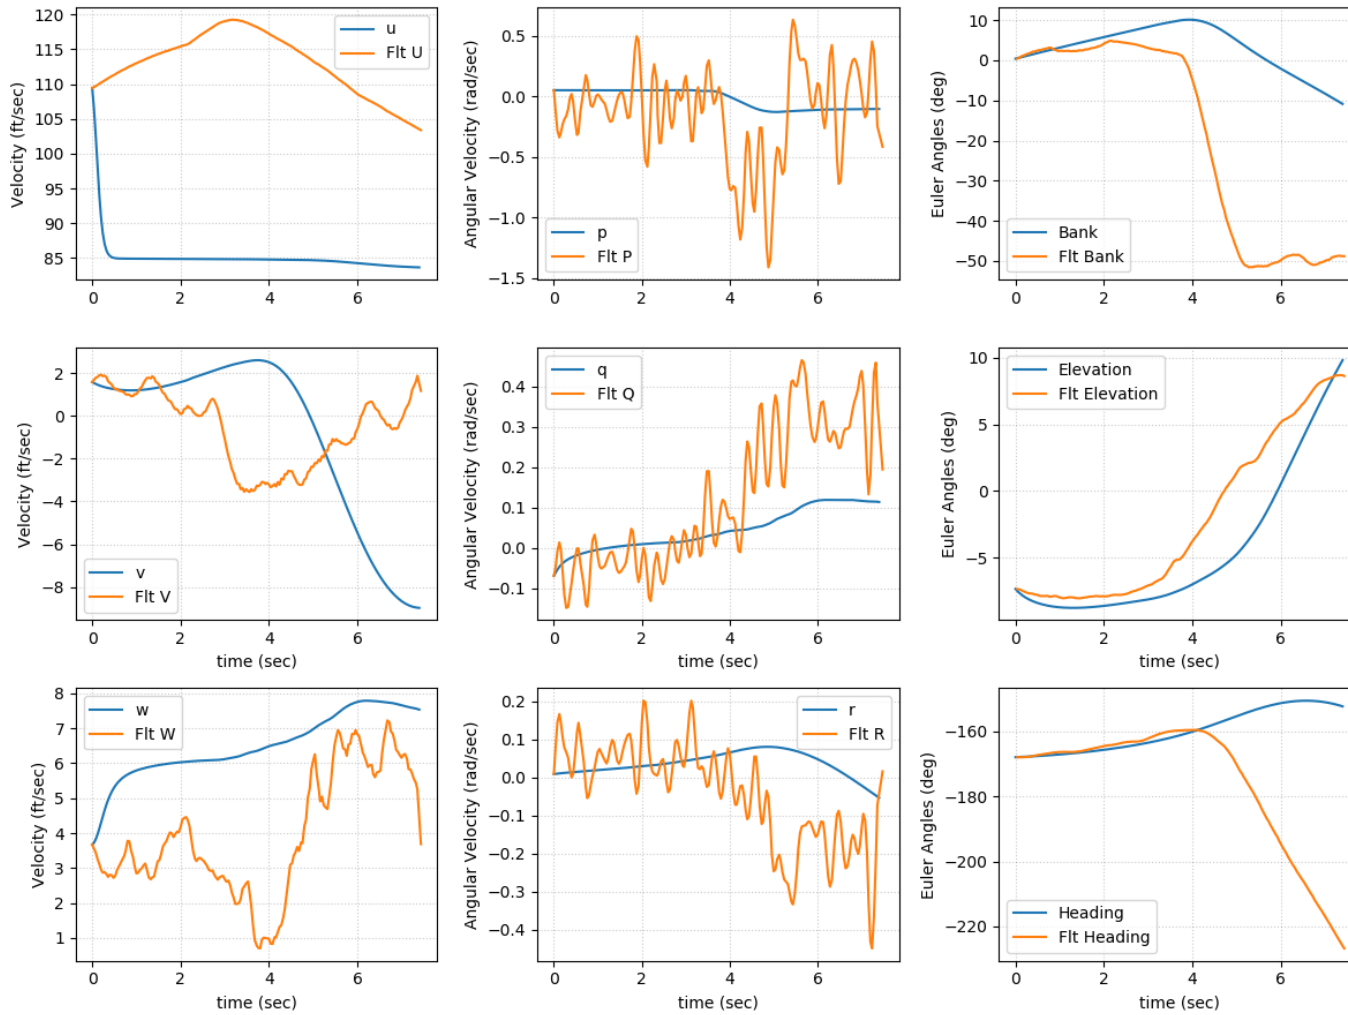 120
115
110
105
100
95
90
85
Velocity (ft/sec)
u
Flt U
0 2 4 6
0.5
0.0
−0.5
−1.0
−1.5
Angular Velocity (rad/sec)
p
Flt P
0 2 4 6
10
0
−10
−20
−30
−40
−50
Euler Angles (deg)
Bank
Flt Bank
0 2 4 6
2
0
−2
−4
−6
−8
Velocity (ft/sec)
v
Flt V
0 2 4 6
time (sec)
0.4
0.3
0.2
0.1
0.0
−0.1
Angular Velocity (rad/sec)
q
Flt Q
0 2 4 6
time (sec)
10
5
0
−5
Euler Angles (deg)
Elevation
Flt Elevation
0 2 4 6
time (sec)
8
7
6
5
4
3
2
1
Velocity (ft/sec)
w
Flt W
0 2 4 6
time (sec)
0.2
0.1
0.0
−0.1
−0.2
−0.3
−0.4
Angular Velocity (rad/sec)
r
Flt R
0 2 4 6
time (sec)
−160
−180
−200
−220
Euler Angles (deg)
Heading
Flt Heading
0 2 4 6
time (sec)